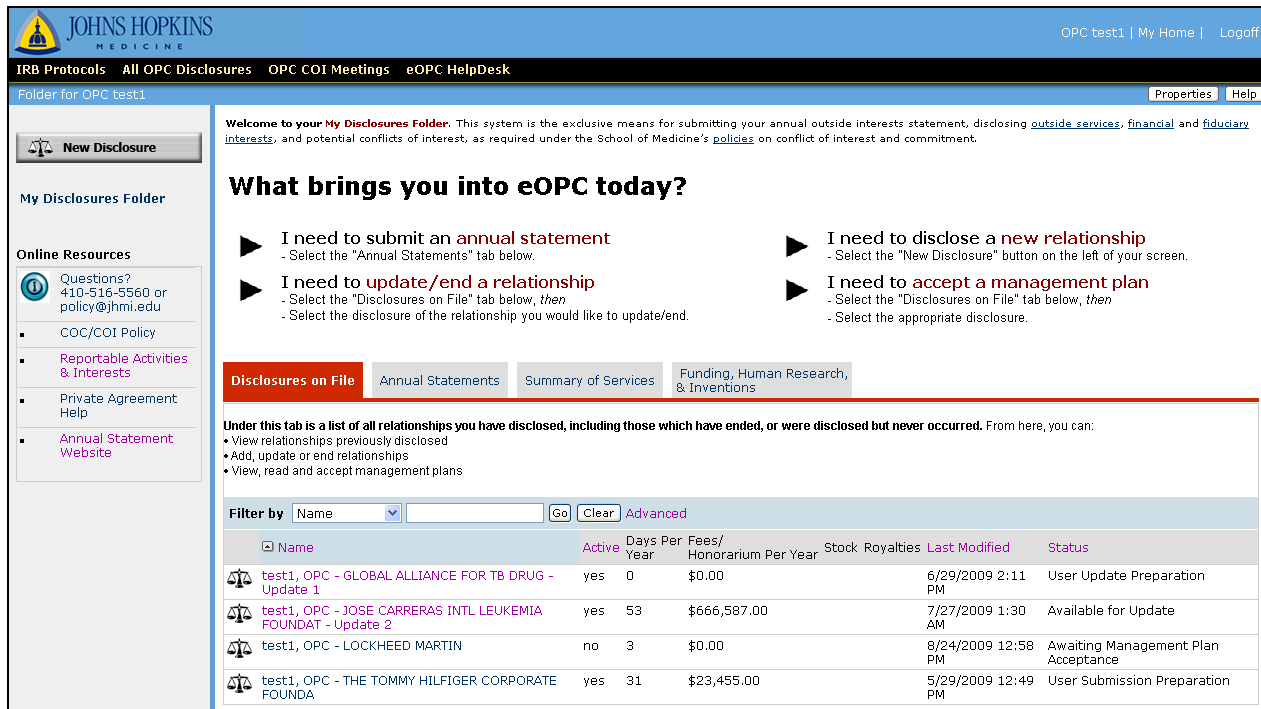 JOHNS HOPKINS
MEDICINE
OPC test1 | My Home | Logoff
IRB Protocols All OPC Disclosures OPC COI Meetings eOPC HelpDesk
Folder for OPC test1
Properties Help
New Disclosure
My Disclosures Folder
Online Resources
Questions?
410-516-5560 or
policy@jhmi.edu
COC/COI Policy
Reportable Activities
& Interests
Private Agreement
Help
Annual Statement
Website
Welcome to your My Disclosures Folder. This system is the exclusive means for submitting your annual outside interests statement, disclosing outside services, financial and fiduciary
interests, and potential conflicts of interest, as required under the School of Medicine's policies on conflict of interest and commitment.
What brings you into eOPC today?
I need to submit an annual statement
- Select the "Annual Statements" tab below.
I need to update/end a relationship
- Select the "Disclosures on File" tab below, then
- Select the disclosure of the relationship you would like to update/end.
I need to disclose a new relationship
- Select the "New Disclosure" button on the left of your screen.
I need to accept a management plan
- Select the "Disclosures on File" tab below, then
- Select the appropriate disclosure.
Disclosures on File
Annual Statements
Summary of Services
Funding, Human Research,
& Inventions
Under this tab is a list of all relationships you have disclosed, including those which have ended, or were disclosed but never occurred. From here, you can:
• View relationships previously disclosed
• Add, update or end relationships
• View, read and accept management plans
Filter by Name Go Clear Advanced
Name Active Days Per Year Fees/ Honorarium Per Year Stock Royalties Last Modified Status
test1, OPC - GLOBAL ALLIANCE FOR TB DRUG - yes 0 $0.00 6/29/2009 2:11 User Update Preparation
Update 1 PM
test1, OPC - JOSE CARRERAS INTL LEUKEMIA yes 53 $666,587.00 7/27/2009 1:30 Available for Update
FOUNDAT - Update 2 AM
test1, OPC - LOCKHEED MARTIN no 3 $0.00 8/24/2009 12:58 Awaiting Management Plan
PM Acceptance
test1, OPC - THE TOMMY HILFIGER CORPORATE yes 31 $23,455.00 5/29/2009 12:49 User Submission Preparation
FOUNDA PM